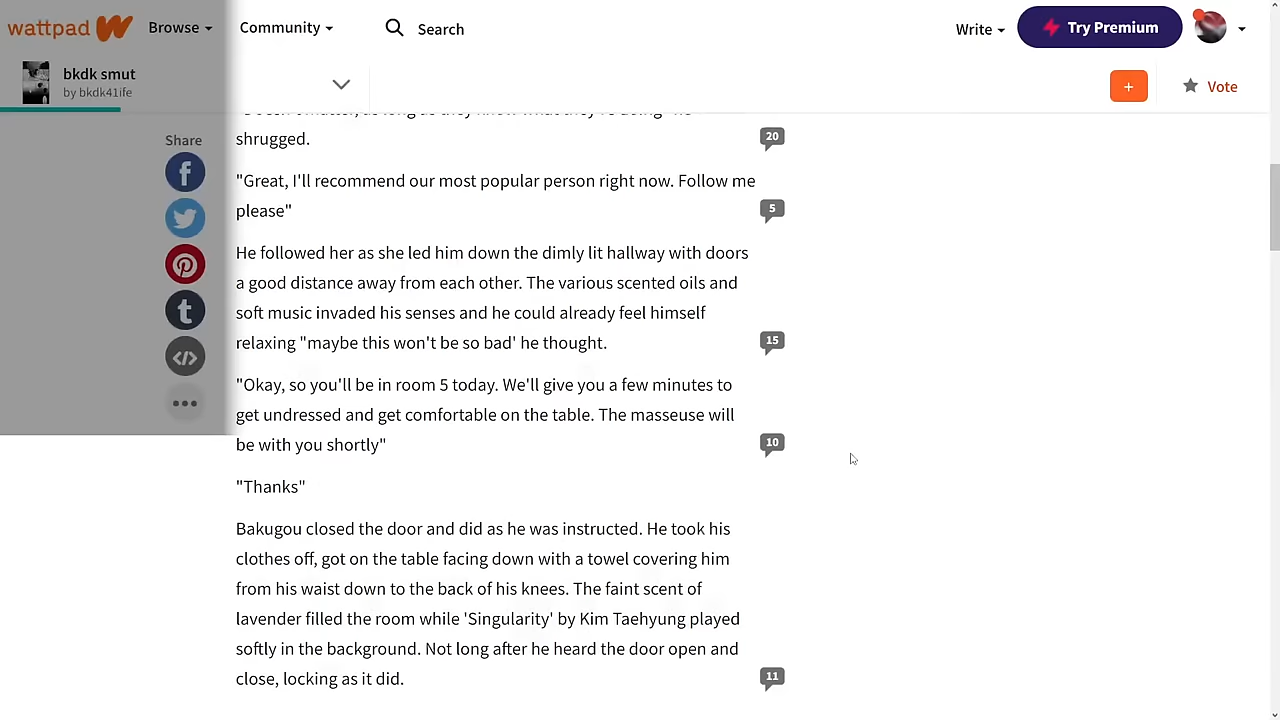 wattpad
Browse
Community
Search
Write
Try Premium
bkdk smut
by bkdk41ife
+
Vote
Share
shrugged.
20
"Great, I'll recommend our most popular person right now. Follow me
please"
5
He followed her as she led him down the dimly lit hallway with doors
a good distance away from each other. The various scented oils and
soft music invaded his senses and he could already feel himself
relaxing "maybe this won't be so bad' he thought.
15
"Okay, so you'll be in room 5 today. We'll give you a few minutes to
get undressed and get comfortable on the table. The masseuse will
be with you shortly"
10
"Thanks"
Bakugou closed the door and did as he was instructed. He took his
clothes off, got on the table facing down with a towel covering him
from his waist down to the back of his knees. The faint scent of
lavender filled the room while 'Singularity' by Kim Taehyung played
softly in the background. Not long after he heard the door open and
close, locking as it did.
11